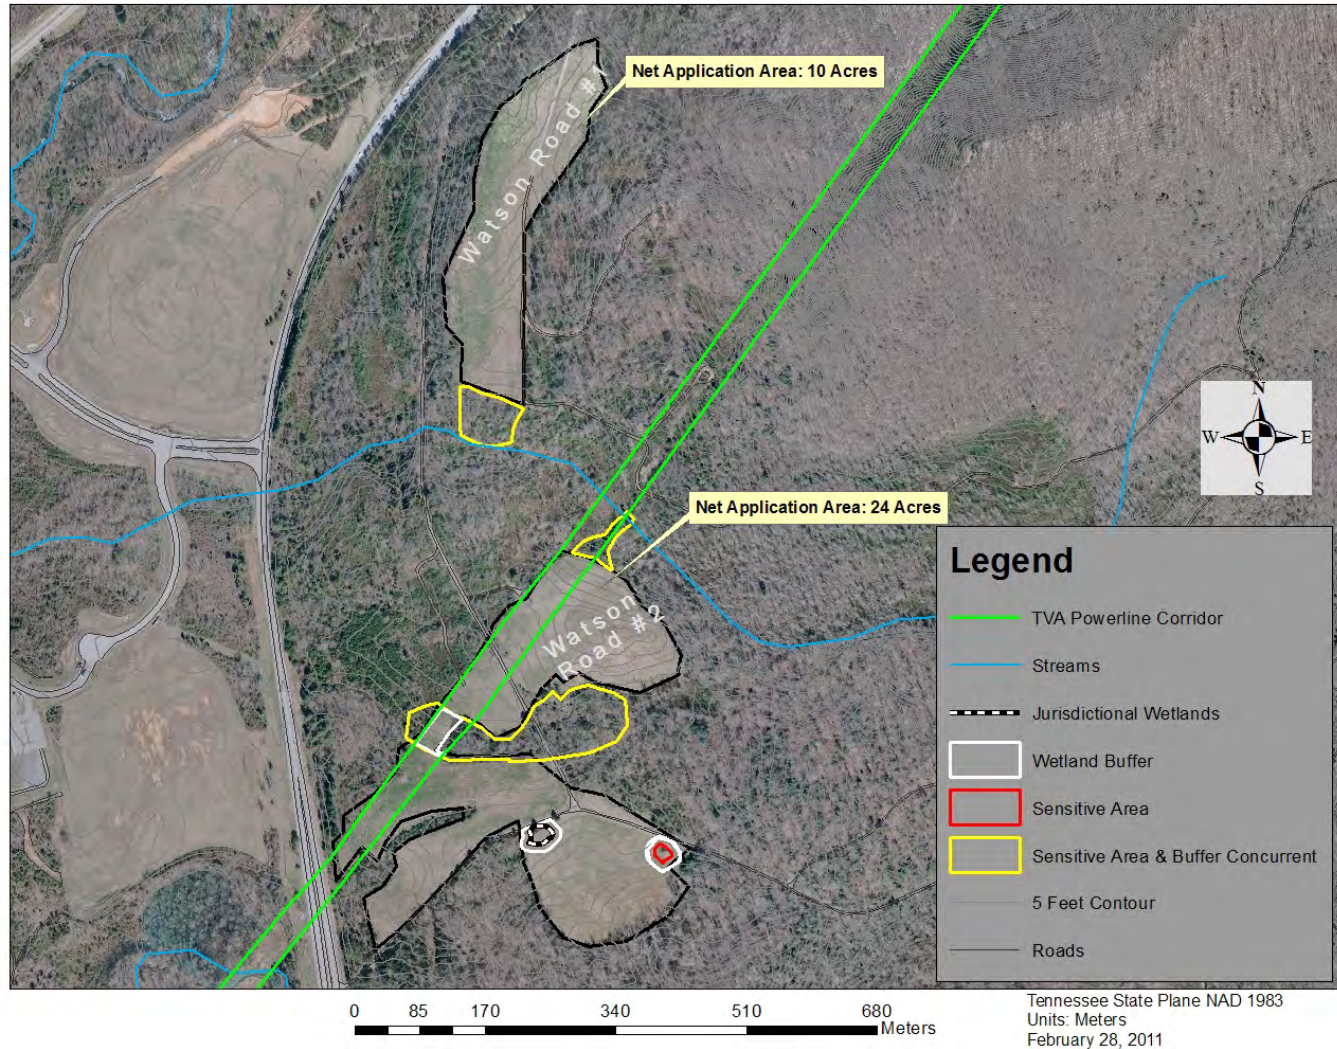 Net Application Area: 10 Acres
Watson Road #1
N
W E
S
Net Application Area: 24 Acres
Watson
Road #2
Legend
TVA Powerline Corridor
Streams
Jurisdictional Wetlands
Wetland Buffer
Sensitive Area
Sensitive Area & Buffer Concurrent
5 Feet Contour
Roads
0 85 170 340 510 680
Meters
Tennessee State Plane NAD 1983
Units: Meters
February 28, 2011